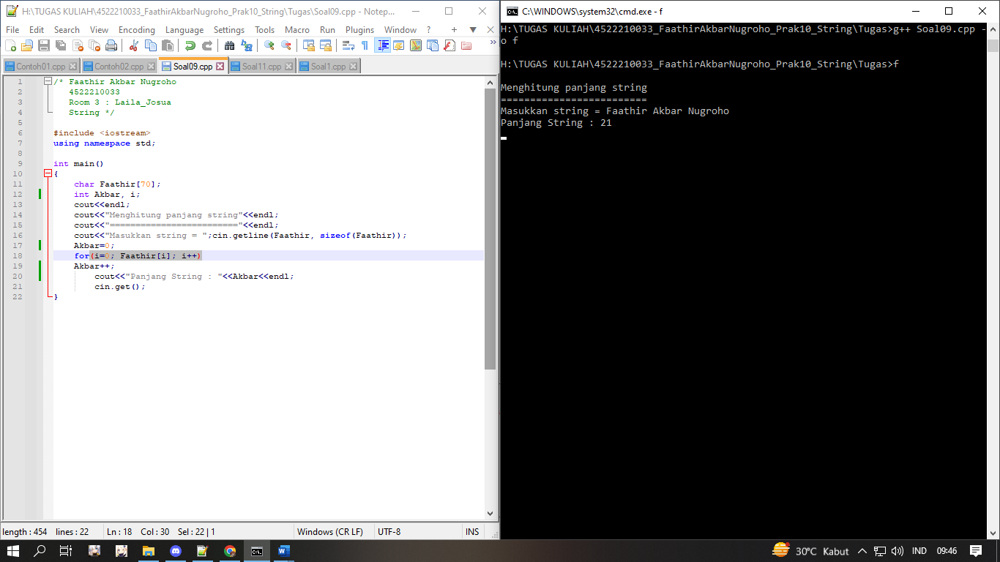 H:\TUGAS KULIAH\4522210033_FaathirAkbarNugroho_Prak10_String\Tugas\Soal09.cpp - Notep...
File Edit Search View Encoding Language Settings Tools Macro Run Plugins Window ? + ▼ X
Contoh01.cpp Contoh02.cpp Soal09.cpp Soal11.cpp Soal1.cpp
1 /* Faathir Akbar Nugroho
2 4522210033
3 Room 3 : Laila_Josua
4 String */
5
6 #include <iostream>
7 using namespace std;
8
9 int main()
10 {
11 char Faathir[70];
12 int Akbar, i;
13 cout<<endl;
14 cout<<"Menghitung panjang string"<<endl;
15 cout<<"========================="<<endl;
16 cout<<"Masukkan string = ";cin.getline(Faathir, sizeof(Faathir));
17 Akbar=0;
18 for(i=0; Faathir[i]; i++)
19 Akbar++;
20 cout<<"Panjang String : "<<Akbar<<endl;
21 cin.get();
22 }
length : 454 lines : 22 Ln : 18 Col : 30 Sel : 22 | 1 Windows (CR LF) UTF-8 INS
C:\WINDOWS\system32\cmd.exe - f
H:\TUGAS KULIAH\4522210033_FaathirAkbarNugroho_Prak10_String\Tugas>g++ Soal09.cpp -
o f
H:\TUGAS KULIAH\4522210033_FaathirAkbarNugroho_Prak10_String\Tugas>f
Menghitung panjang string
=========================
Masukkan string = Faathir Akbar Nugroho
Panjang String : 21
30°C Kabut IND 09:46